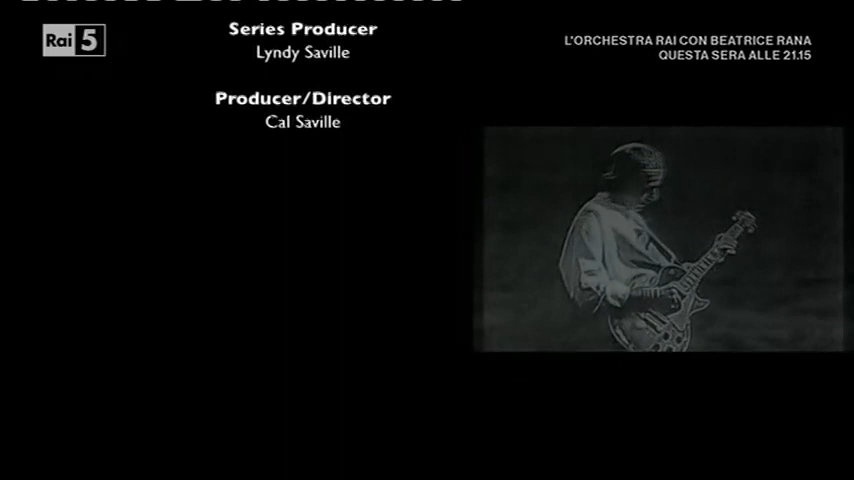 Series Producer
Lyndy Saville
Producer/Director
Cal Saville
Rai 5
L'ORCHESTRA RAI CON BEATRICE RANA
QUESTA SERA ALLE 21.15